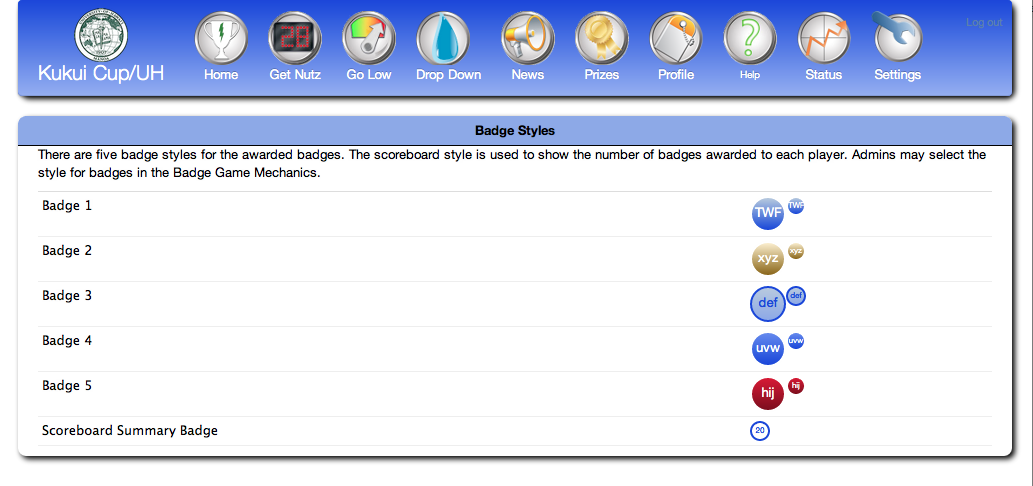 Log out
28
Kukui Cup/UH
Home
Get Nutz
Go Low
Drop Down
News
Prizes
Profile
Help
Status
Settings
Badge Styles
There are five badge styles for the awarded badges. The scoreboard style is used to show the number of badges awarded to each player. Admins may select the
style for badges in the Badge Game Mechanics.
Badge 1 TWF TWF
Badge 2 xyz xyz
Badge 3 def def
Badge 4 uvw uvw
Badge 5 hij hij
Scoreboard Summary Badge 20